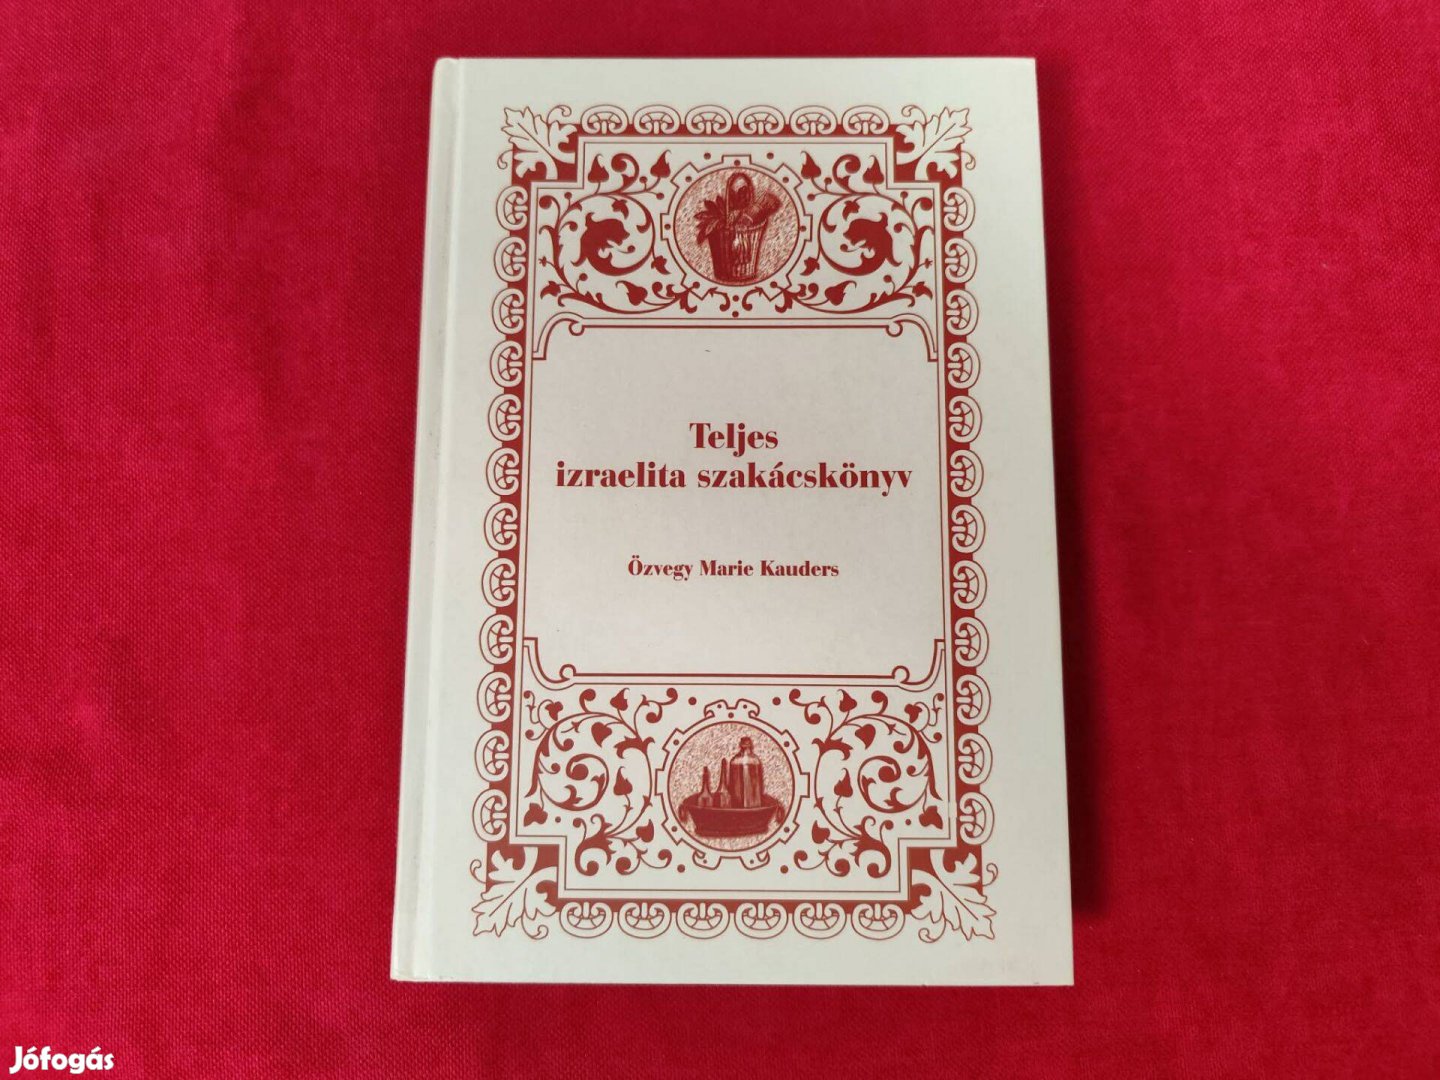 Teljes
izraelita szakácskönyv
Özvegy Marie Kauders
Jófogás